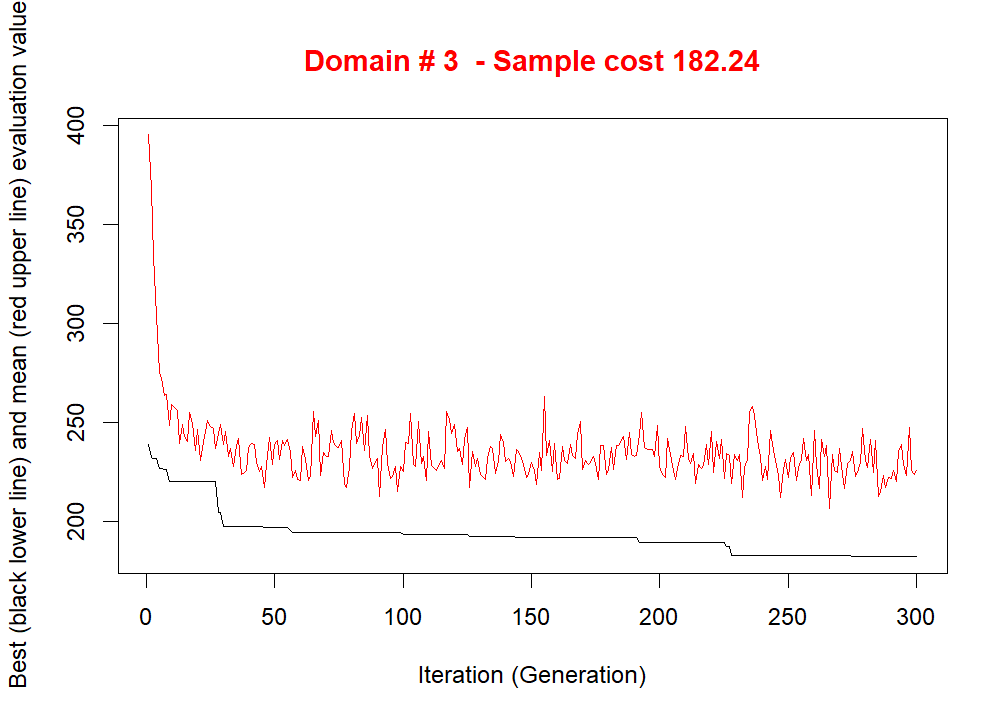 Domain # 3  - Sample cost 182.24
Best (black lower line) and mean (red upper line) evaluation value
400
350
300
250
200
0 50 100 150 200 250 300
Iteration (Generation)